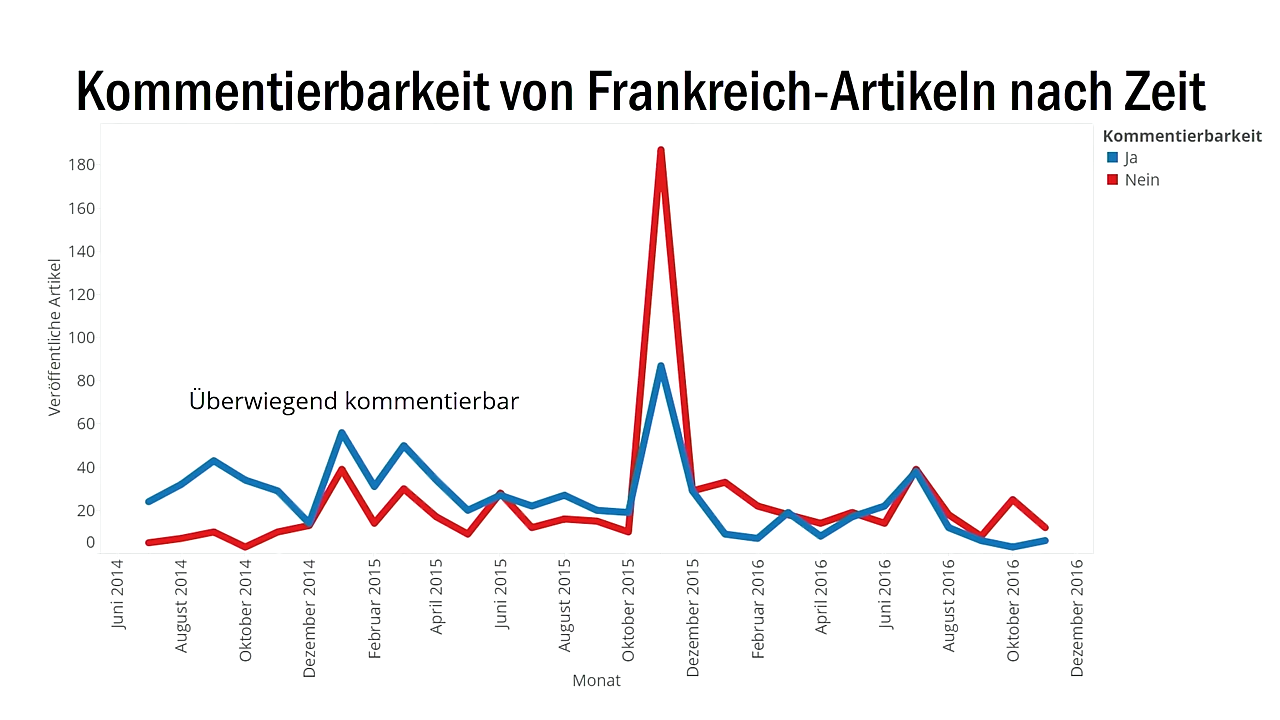 Kommentierbarkeit von Frankreich-Artikeln nach Zeit
Kommentierbarkeit
Ja
Nein
Veröffentliche Artikel
180
160
140
120
100
80
60
40
20
0
Überwiegend kommentierbar
Juni 2014
August 2014
Oktober 2014
Dezember 2014
Februar 2015
April 2015
Juni 2015
August 2015
Oktober 2015
Dezember 2015
Februar 2016
April 2016
Juni 2016
August 2016
Oktober 2016
Dezember 2016
Monat